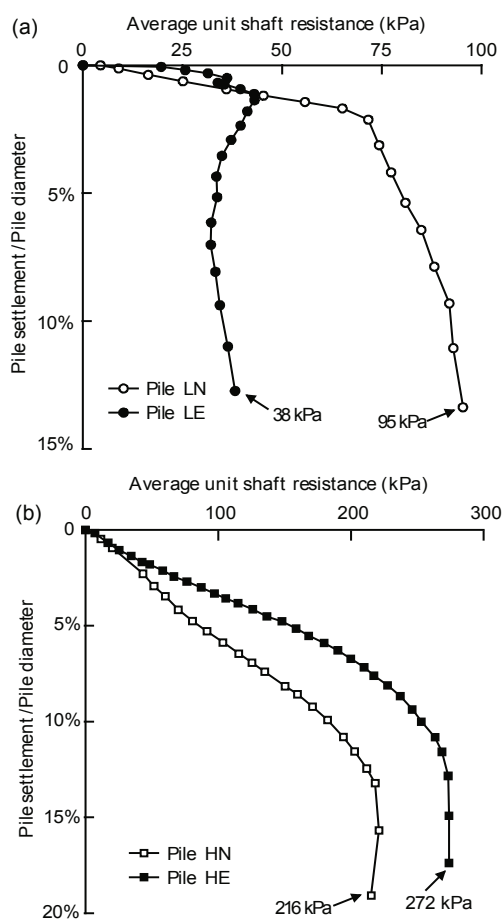 (a)
Average unit shaft resistance (kPa)
0 25 50 75 100
0
5%
10%
15%
Pile settlement / Pile diameter
Pile LN
Pile LE
38 kPa
95 kPa
(b)
Average unit shaft resistance (kPa)
0 100 200 300
0
5%
10%
15%
20%
Pile settlement / Pile diameter
Pile HN
Pile HE
216 kPa
272 kPa